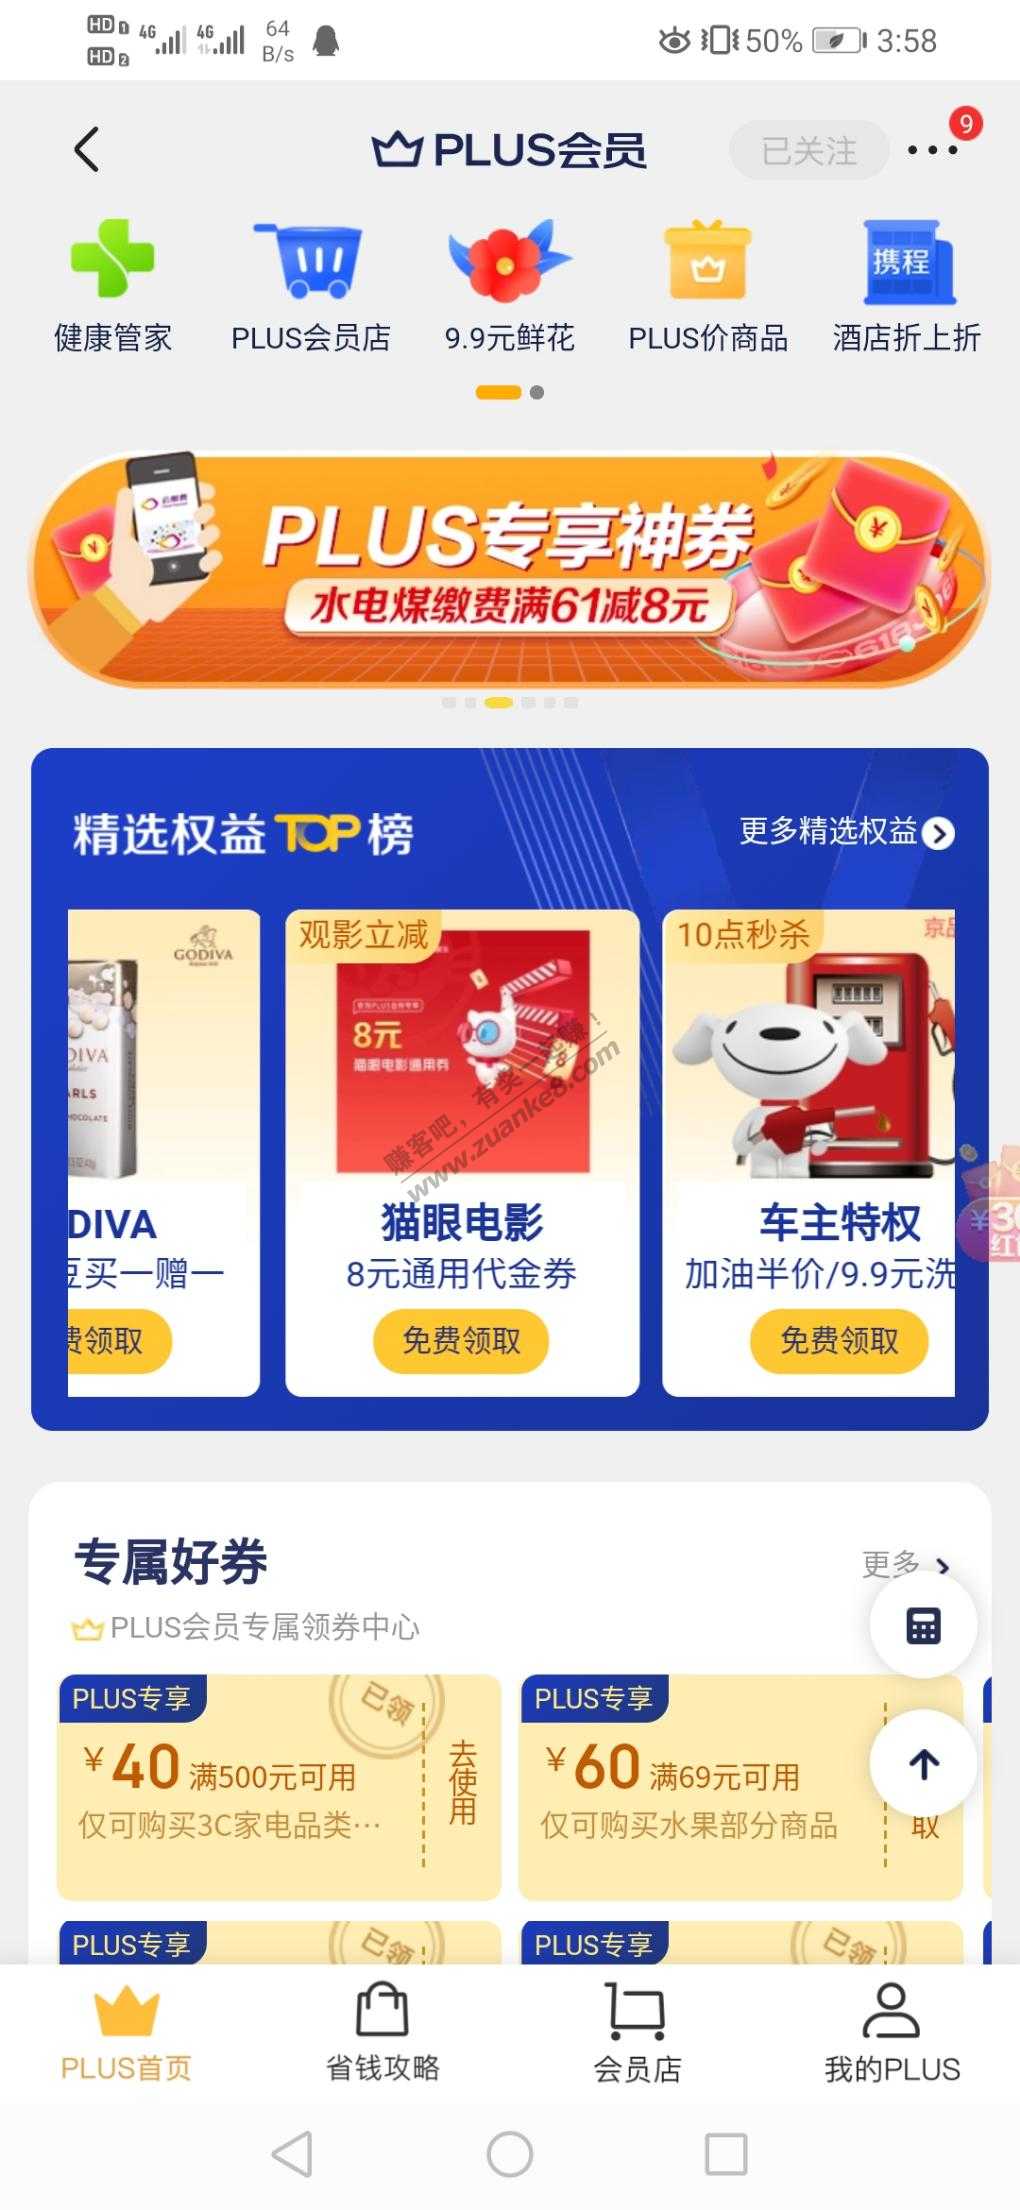 HD 1 4G 4G 64 B/s 50% 3:58
HD 2
PLUS会员 已关注 9
携程
健康管家 PLUS会员店 9.9元鲜花 PLUS价商品 酒店折上折
PLUS专享神券
水电煤缴费满61减8元
618
精选权益TOP榜 更多精选权益
GODIVA
观影立减
10点秒杀
8元
猫眼电影通用券
赚客吧，有奖一起赚！
www.zuanke8.com
DIVA 猫眼电影 车主特权
豆买一赠一 8元通用代金券 加油半价/9.9元洗
费领取 免费领取 免费领取
专属好券 更多
PLUS会员专属领券中心
PLUS专享 已领
¥40 满500元可用 去使用
仅可购买3C家电品类…
PLUS专享
¥60 满69元可用
仅可购买水果部分商品 取
PLUS专享 已领 PLUS专享 已领
PLUS首页 省钱攻略 会员店 我的PLUS